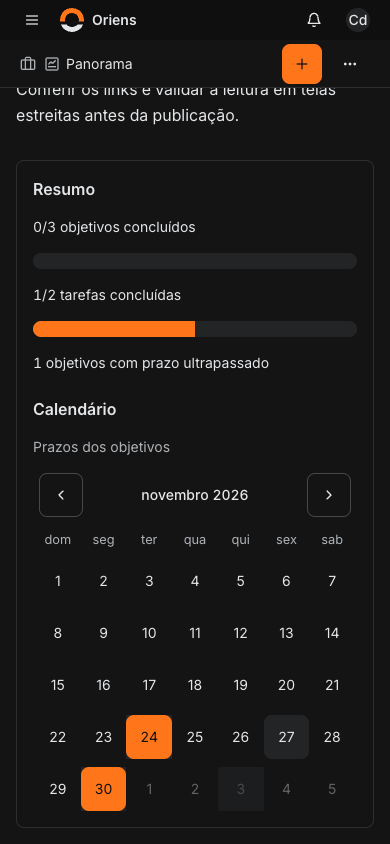 Oriens
Cd
Panorama
Conferir os links e validar a leitura em telas
estreitas antes da publicação.
Resumo
0/3 objetivos concluídos
1/2 tarefas concluídas
1 objetivos com prazo ultrapassado
Calendário
Prazos dos objetivos
novembro 2026
dom seg ter qua qui sex sab
1 2 3 4 5 6 7
8 9 10 11 12 13 14
15 16 17 18 19 20 21
22 23 24 25 26 27 28
29 30 1 2 3 4 5